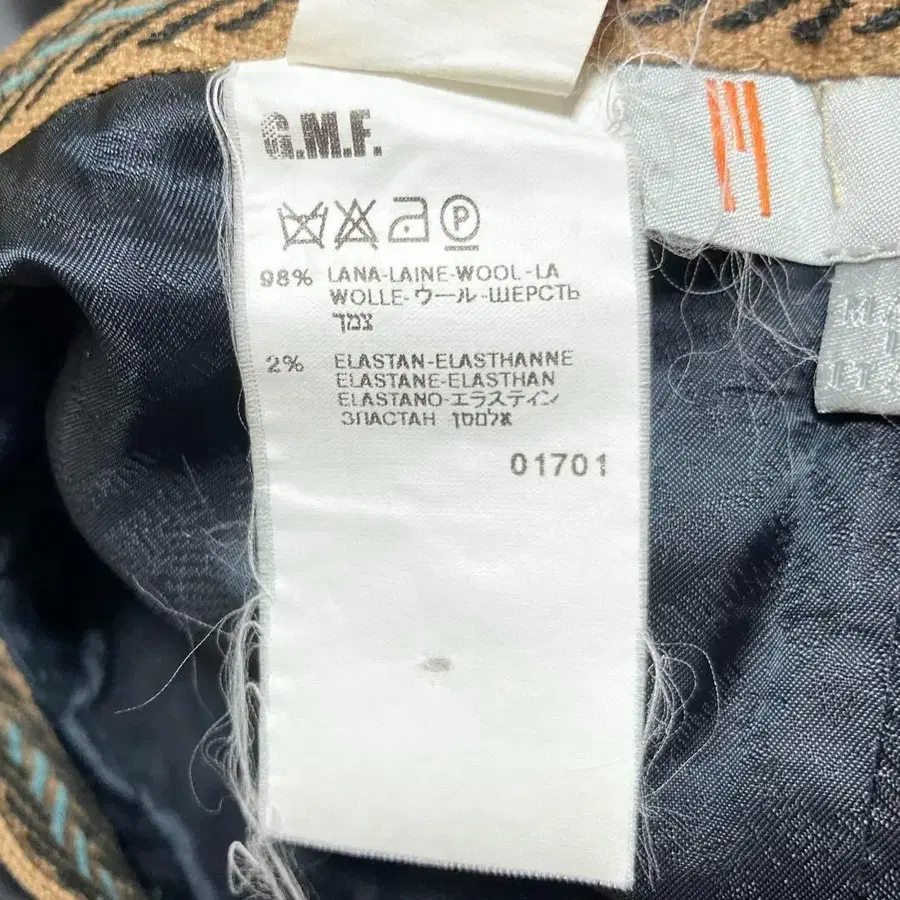 G.M.F.
P
98% LANA-LAINE-WOOL-LA
WOLLE-ウール-ШЕРСТЬ
צמר
2% ELASTAN-ELASTHANNE
ELASTANE-ELASTHAN
ELASTANO-エラスティン
ЭЛАСТАН אלסטן
01701